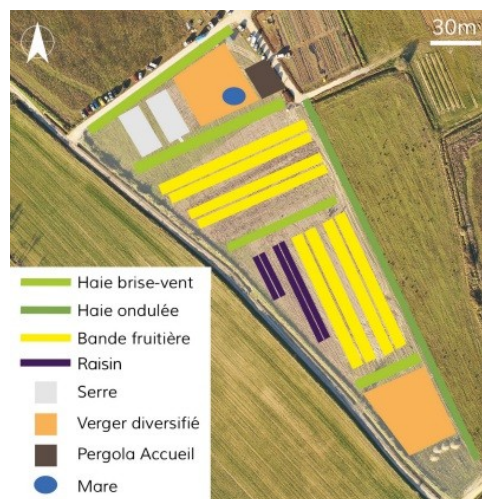 30m
Haie brise-vent
Haie ondulée
Bande fruitière
Raisin
Serre
Verger diversifié
Pergola Accueil
Mare